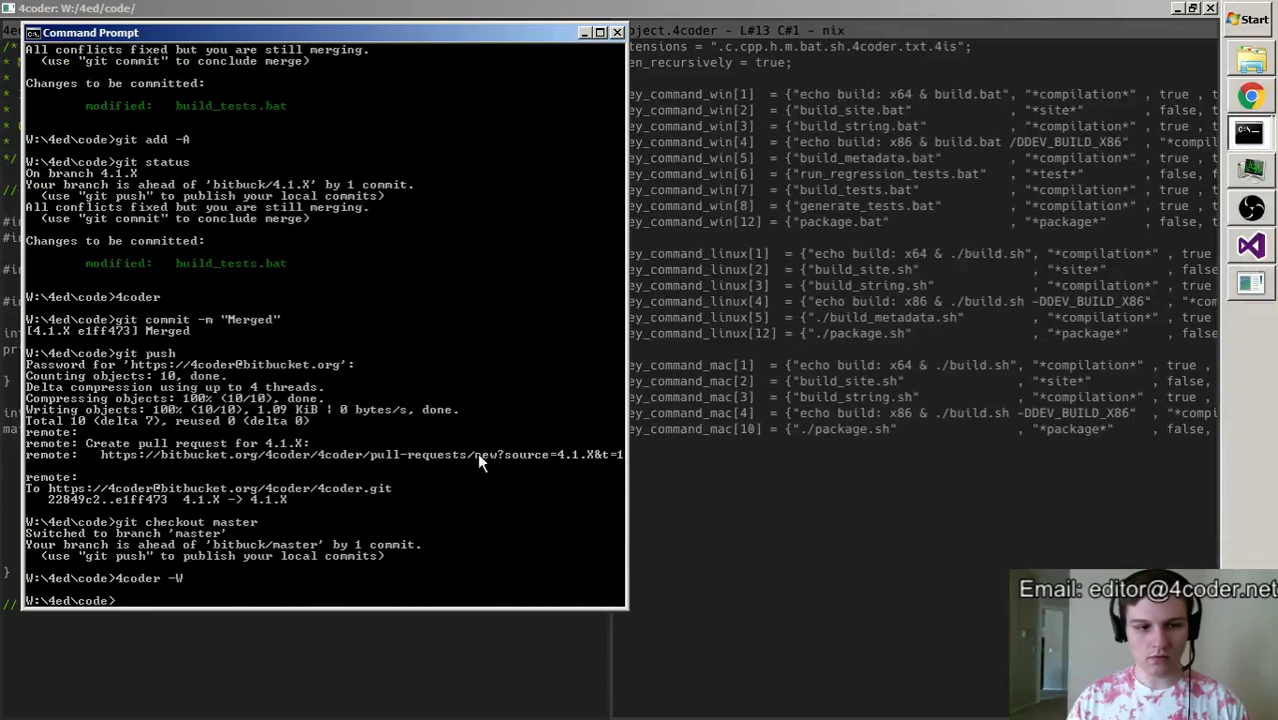 4coder: W:/4ed/code/
Start
Command Prompt
All conflicts fixed but you are still merging.
(use "git commit" to conclude merge)
Changes to be committed:
modified: build_tests.bat
W:\4ed\code>git add -A
W:\4ed\code>git status
On branch 4.1.X
Your branch is ahead of 'bitbuck/4.1.X' by 1 commit.
(use "git push" to publish your local commits)
All conflicts fixed but you are still merging.
(use "git commit" to conclude merge)
Changes to be committed:
modified: build_tests.bat
W:\4ed\code>4coder
W:\4ed\code>git commit -m "Merged"
[4.1.X e1ff473] Merged
W:\4ed\code>git push
Password for 'https://4coder@bitbucket.org':
Counting objects: 10, done.
Delta compression using up to 4 threads.
Compressing objects: 100% (10/10), done.
Writing objects: 100% (10/10), 1.09 KiB | 0 bytes/s, done.
Total 10 (delta 7), reused 0 (delta 0)
remote:
remote: Create pull request for 4.1.X:
remote: https://bitbucket.org/4coder/4coder/pull-requests/new?source=4.1.X&t=1
remote:
To https://4coder@bitbucket.org/4coder/4coder.git
22849c2..e1ff473 4.1.X -> 4.1.X
W:\4ed\code>git checkout master
Switched to branch 'master'
Your branch is ahead of 'bitbuck/master' by 1 commit.
(use "git push" to publish your local commits)
W:\4ed\code>4coder -W
W:\4ed\code>
oject.4coder - L#13 C#1 - nix
tensions = ".c.cpp.h.m.bat.sh.4coder.txt.4is";
en_recursively = true;
ey_command_win[1] = {"echo build: x64 & build.bat", "*compilation*" , true , t
ey_command_win[2] = {"build_site.bat" , "*site*" , false, t
ey_command_win[3] = {"build_string.bat" , "*compilation*" , true , t
ey_command_win[4] = {"echo build: x86 & build.bat /DDEV_BUILD_X86" , "*compil
ey_command_win[5] = {"build_metadata.bat" , "*compilation*" , true , t
ey_command_win[6] = {"run_regression_tests.bat" , "*test*" , false, t
ey_command_win[7] = {"build_tests.bat" , "*compilation*" , true , t
ey_command_win[8] = {"generate_tests.bat" , "*compilation*" , true , t
ey_command_win[12] = {"package.bat" , "*package*" , false, t
ey_command_linux[1] = {"echo build: x64 & ./build.sh" , "*compilation*" , true
ey_command_linux[2] = {"build_site.sh" , "*site*" , false
ey_command_linux[3] = {"build_string.sh" , "*compilation*" , true
ey_command_linux[4] = {"echo build: x86 & ./build.sh -DDEV_BUILD_X86" , "*co
ey_command_linux[5] = {"./build_metadata.sh" , "*compilation*" , true
ey_command_linux[12] = {"./package.sh" , "*package*" , false
ey_command_mac[1] = {"echo build: x64 & ./build.sh" , "*compilation*" , true ,
ey_command_mac[2] = {"build_site.sh" , "*site*" , false,
ey_command_mac[3] = {"build_string.sh" , "*compilation*" , true ,
ey_command_mac[4] = {"echo build: x86 & ./build.sh -DDEV_BUILD_X86" , "*comp
ey_command_mac[10] = {"./package.sh" , "*package*" , false,
Email: editor@4coder.net